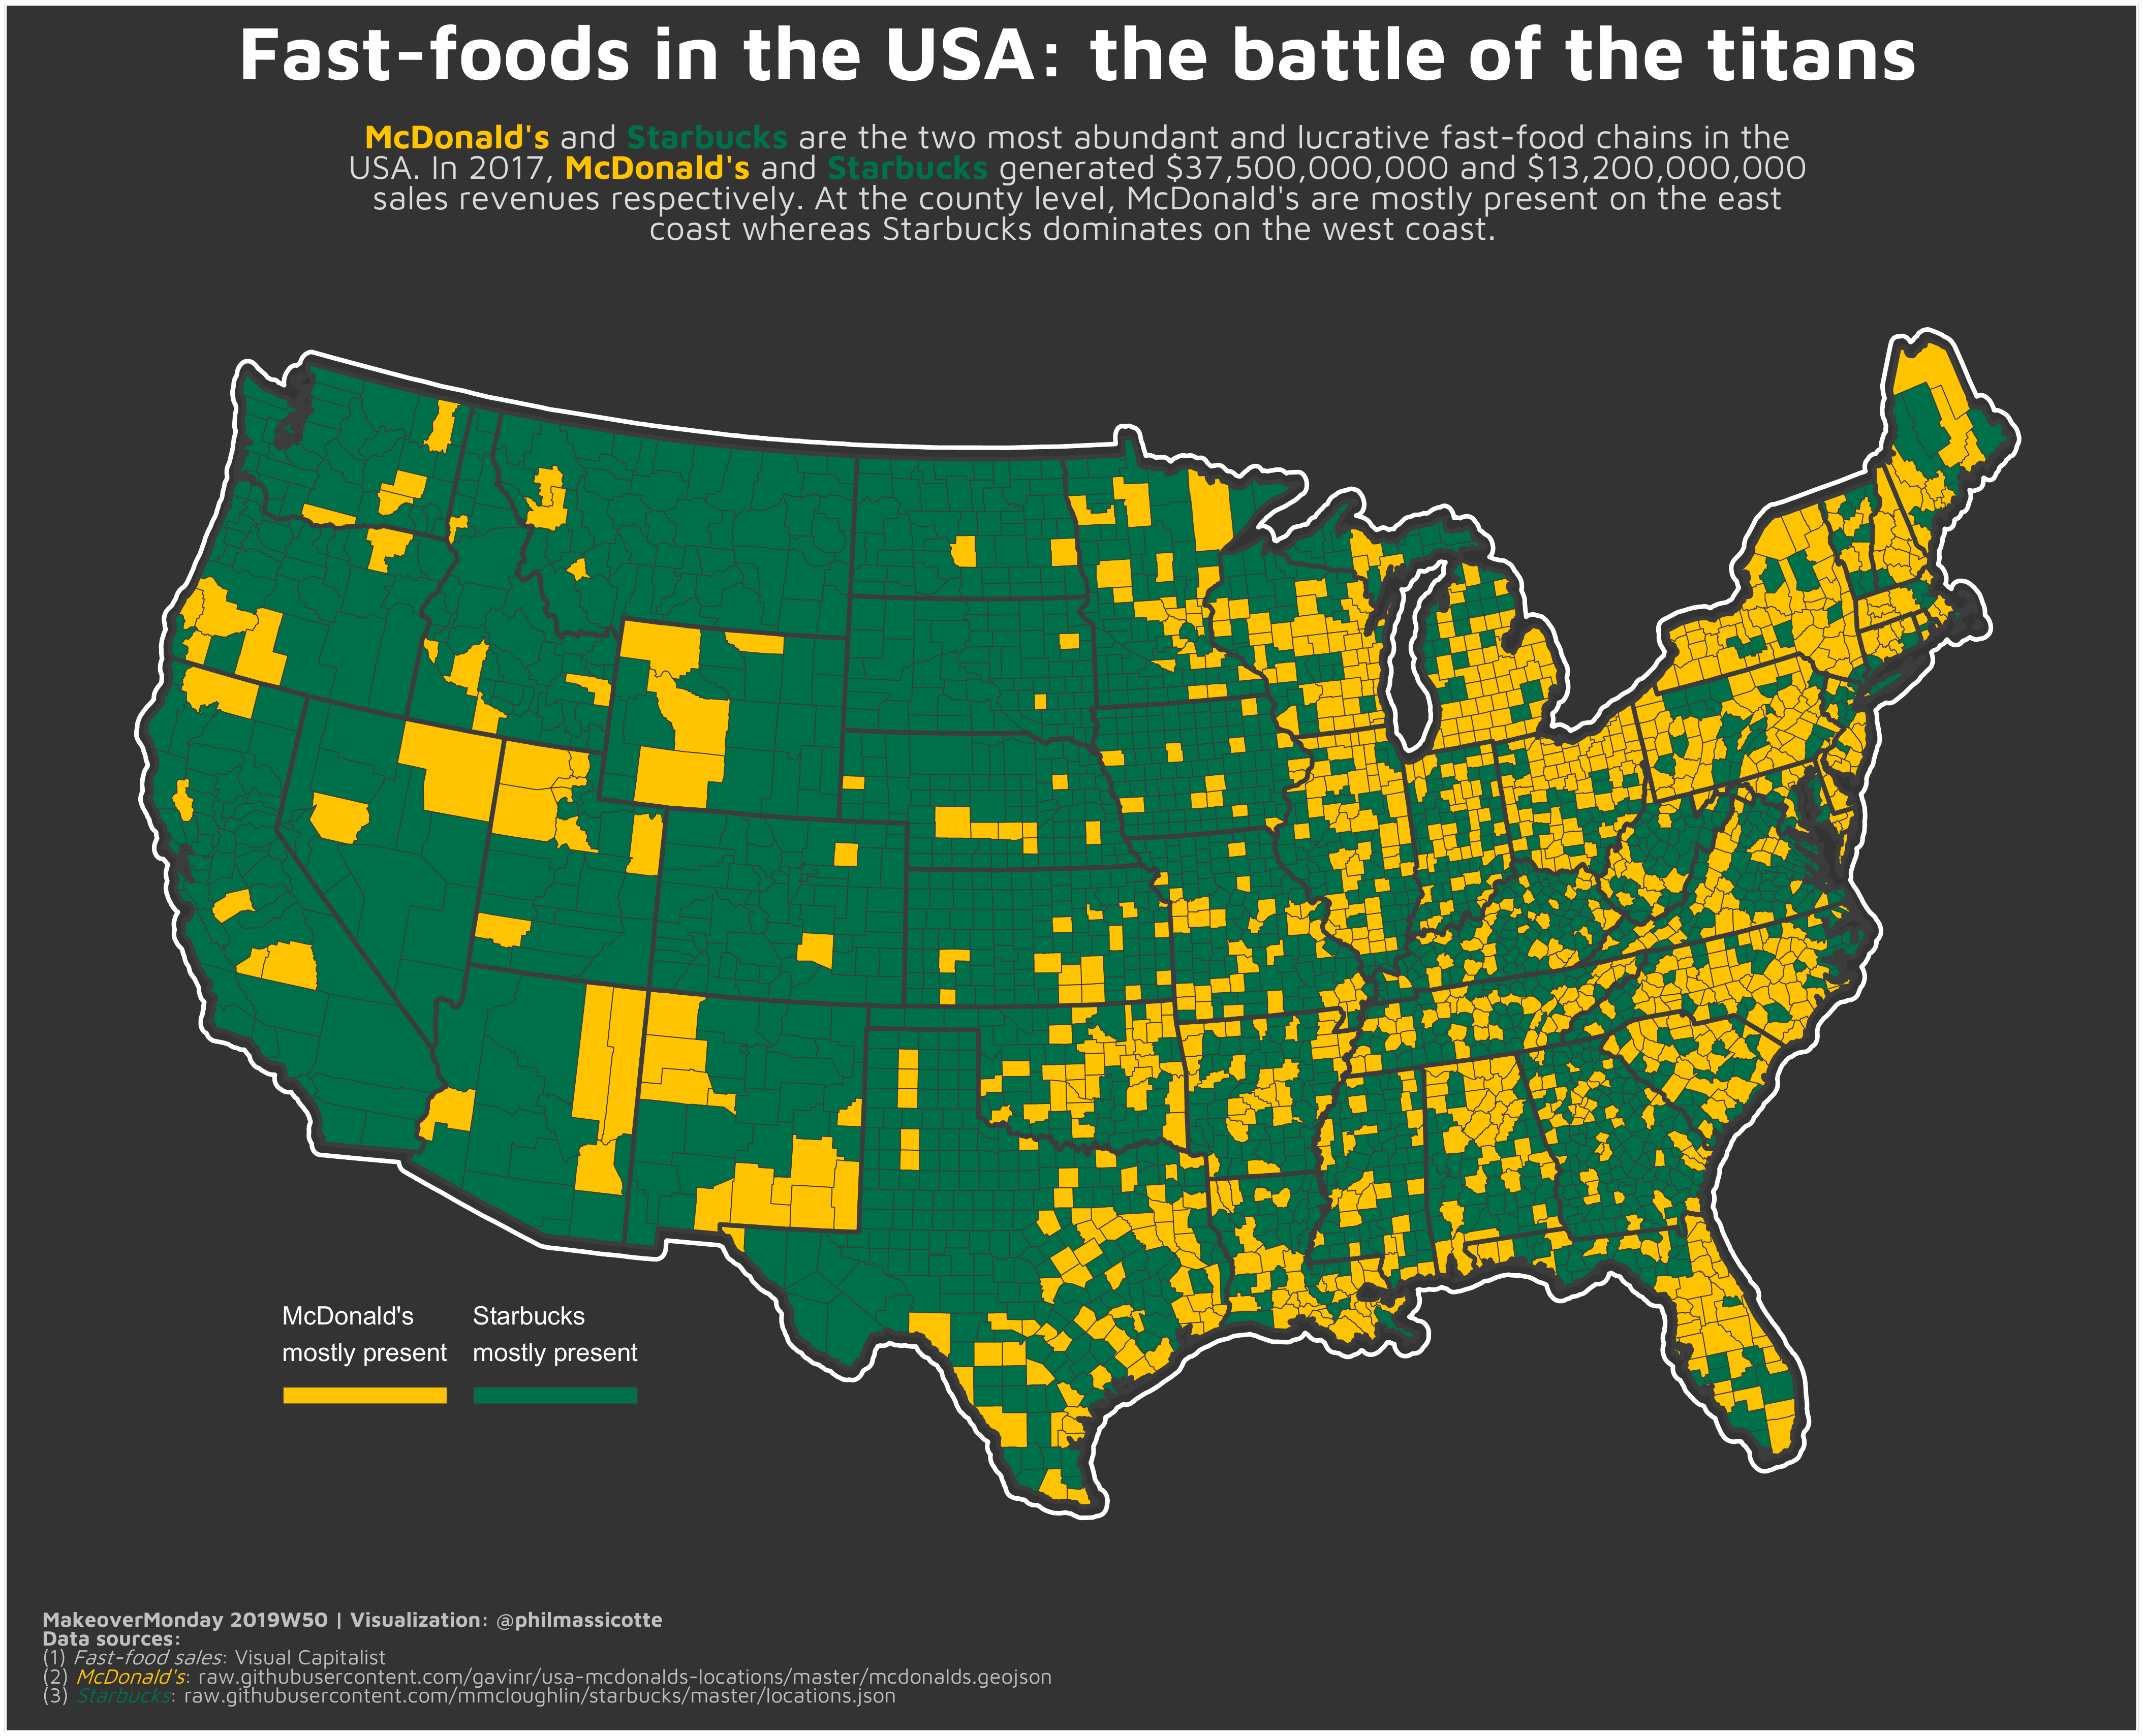 Fast-foods in the USA: the battle of the titans
McDonald's and Starbucks are the two most abundant and lucrative fast-food chains in the
USA. In 2017, McDonald's and Starbucks generated $37,500,000,000 and $13,200,000,000
sales revenues respectively. At the county level, McDonald's are mostly present on the east
coast whereas Starbucks dominates on the west coast.
McDonald's
mostly present
Starbucks
mostly present
MakeoverMonday 2019W50 | Visualization: @philmassicotte
Data sources:
(1) Fast-food sales: Visual Capitalist
(2) McDonald's: raw.githubusercontent.com/gavinr/usa-mcdonalds-locations/master/mcdonalds.geojson
(3) Starbucks: raw.githubusercontent.com/mmcloughlin/starbucks/master/locations.json